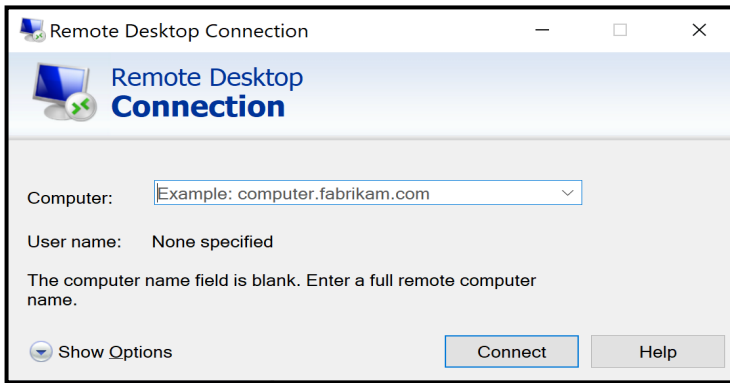 Remote Desktop Connection
Remote Desktop
Connection
Computer: Example: computer.fabrikam.com
User name: None specified
The computer name field is blank. Enter a full remote computer
name.
Show Options Connect Help